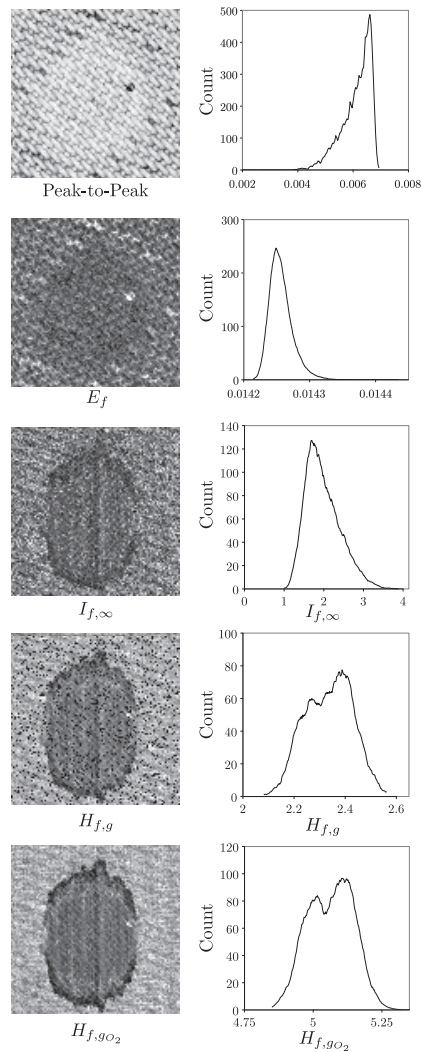 500
400
300
200
100
0
Count
0.002 0.004 0.006 0.008
Peak-to-Peak
300
200
100
0
Count
0.0142 0.0143 0.0144
E_f
140
120
100
80
60
40
20
0
Count
0 1 2 3 4
I_{f,∞} I_{f,∞}
100
80
60
40
20
0
Count
2 2.2 2.4 2.6
H_{f,g} H_{f,g}
120
100
80
60
40
20
0
Count
4.75 5 5.25
H_{f,g_{O_2}} H_{f,g_{O_2}}